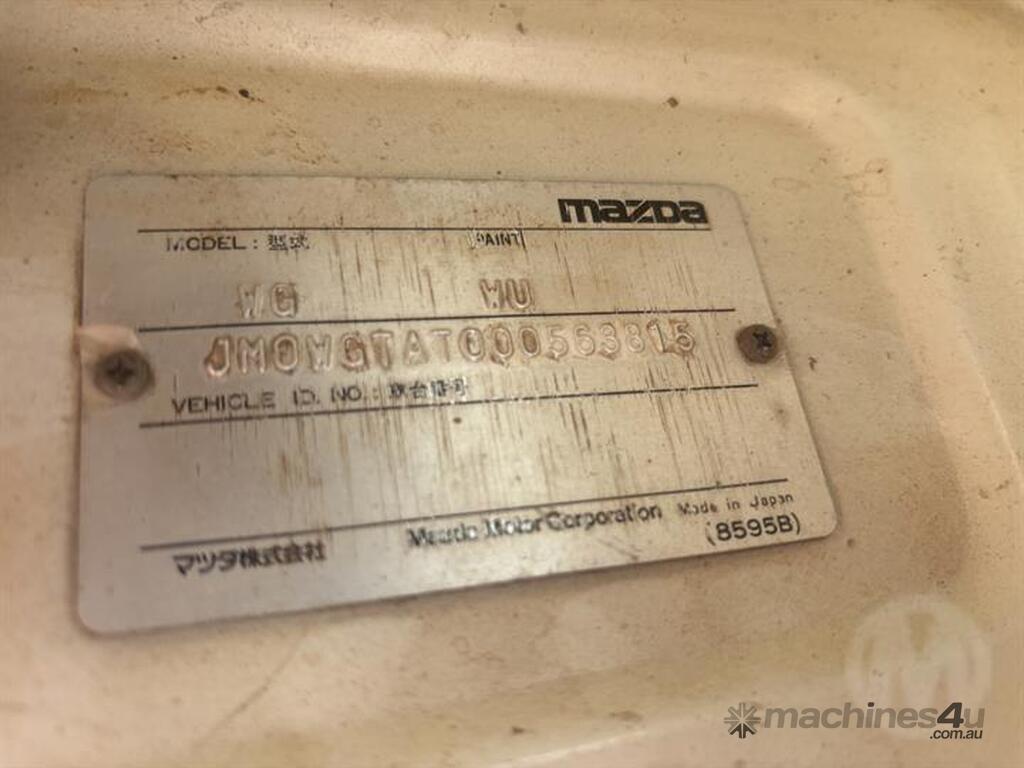 mazda
MODEL : 型式 PAINT
WG WU
JM0WGTAT000563815
VEHICLE ID. NO. : 車台番号
マツダ株式会社 Mazda Motor Corporation Made in Japan
(8595B)
machines4u
.com.au